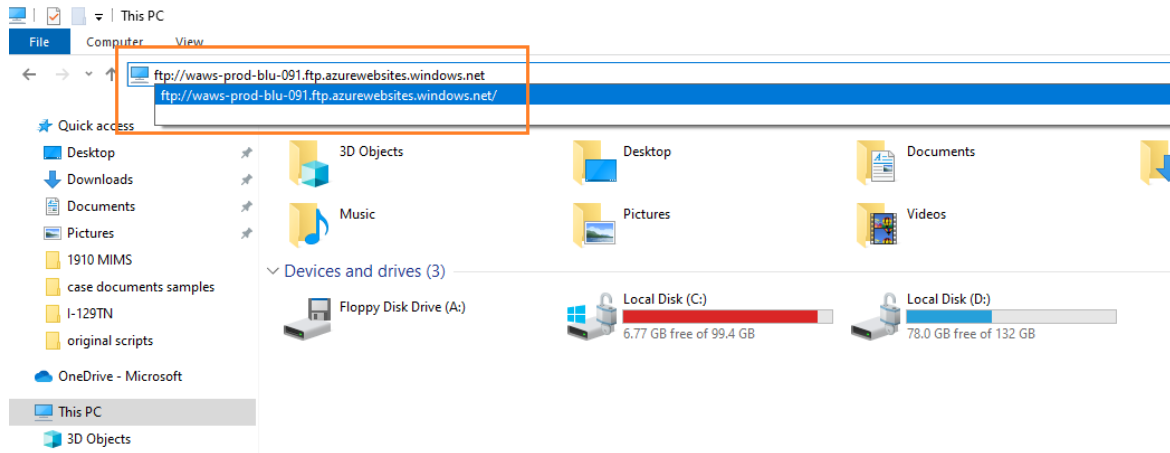 This PC
File Computer View
ftp://waws-prod-blu-091.ftp.azurewebsites.windows.net
ftp://waws-prod-blu-091.ftp.azurewebsites.windows.net/
Quick access
Desktop
Downloads
Documents
Pictures
1910 MIMS
case documents samples
I-129TN
original scripts
OneDrive - Microsoft
This PC
3D Objects
3D Objects Desktop Documents
Music Pictures Videos
Devices and drives (3)
Floppy Disk Drive (A:) Local Disk (C:) Local Disk (D:)
6.77 GB free of 99.4 GB 78.0 GB free of 132 GB